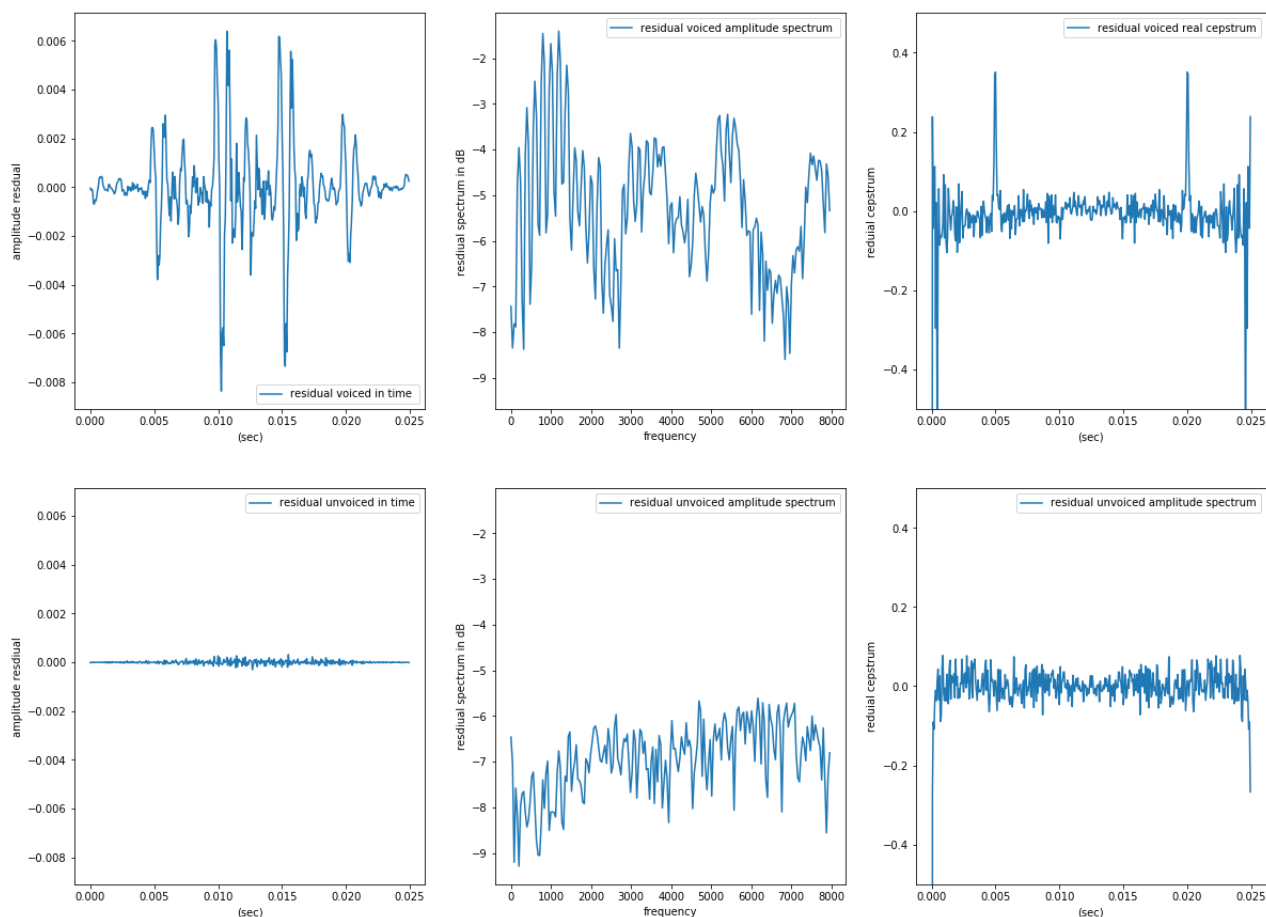 0.006
0.004
0.002
0.000
−0.002
−0.004
−0.006
−0.008
amplitude resdual
residual voiced in time
0.000 0.005 0.010 0.015 0.020 0.025
(sec)
residual voiced amplitude spectrum
−2
−3
−4
−5
−6
−7
−8
−9
resdiual spectrum in dB
0 1000 2000 3000 4000 5000 6000 7000 8000
frequency
residual voiced real cepstrum
0.4
0.2
0.0
−0.2
−0.4
reduial cepstrum
0.000 0.005 0.010 0.015 0.020 0.025
(sec)
residual unvoiced in time
0.006
0.004
0.002
0.000
−0.002
−0.004
−0.006
−0.008
amplitude resdiual
0.000 0.005 0.010 0.015 0.020 0.025
(sec)
residual unvoiced amplitude spectrum
−2
−3
−4
−5
−6
−7
−8
−9
resdiual spectrum in dB
0 1000 2000 3000 4000 5000 6000 7000 8000
frequency
residual unvoiced amplitude spectrum
0.4
0.2
0.0
−0.2
−0.4
reduial cepstrum
0.000 0.005 0.010 0.015 0.020 0.025
(sec)